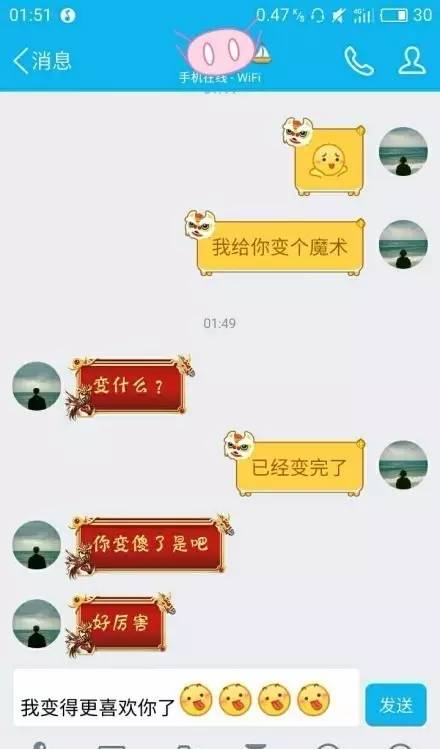 01:51
0.47 K/s
4G
30
消息
手机在线 - WiFi
我给你变个魔术
01:49
变什么？
已经变完了
你变傻了是吧
好厉害
我变得更喜欢你了
发送